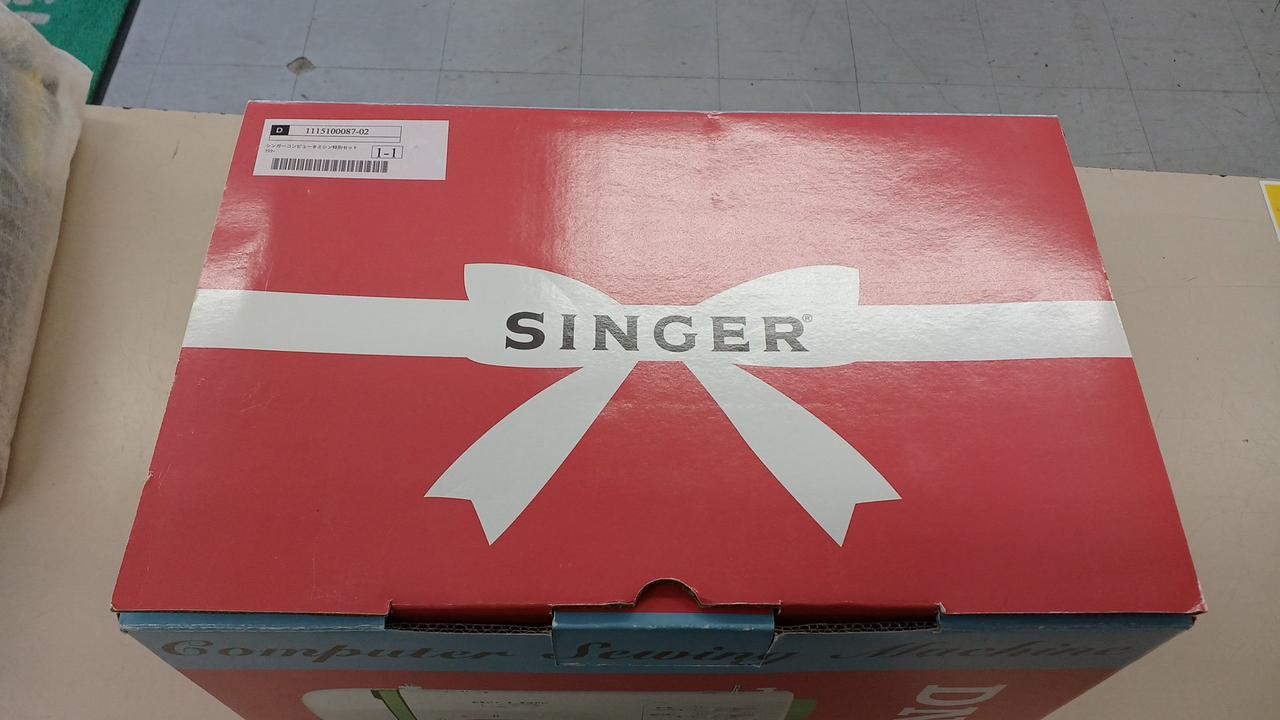 D 1115100087-02
シンガーコンピュータミシン特別セット
1-1
SINGER®
Computer Sewing Machine
DN